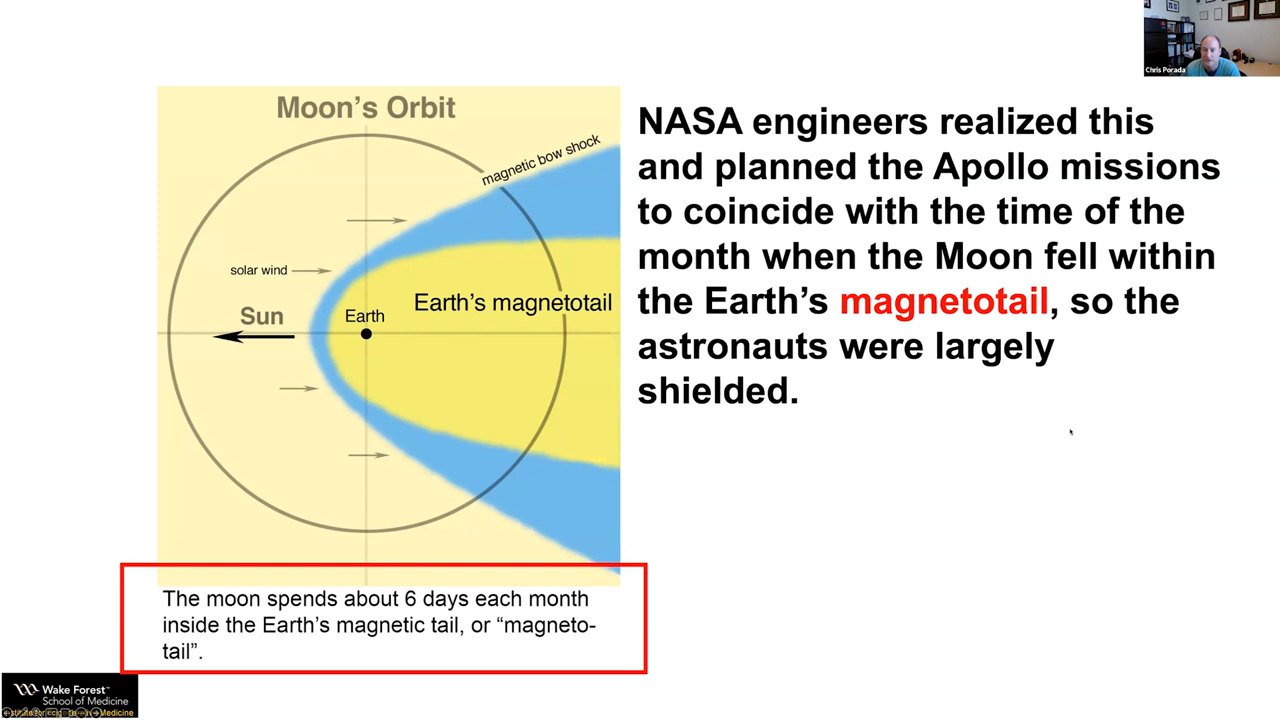 Chris Porada
Moon's Orbit
magnetic bow shock
solar wind
Sun
Earth
Earth's magnetotail
NASA engineers realized this
and planned the Apollo missions
to coincide with the time of the
month when the Moon fell within
the Earth's magnetotail, so the
astronauts were largely
shielded.
The moon spends about 6 days each month
inside the Earth's magnetic tail, or “magneto-
tail”.
Wake Forest™
School of Medicine
Medicine